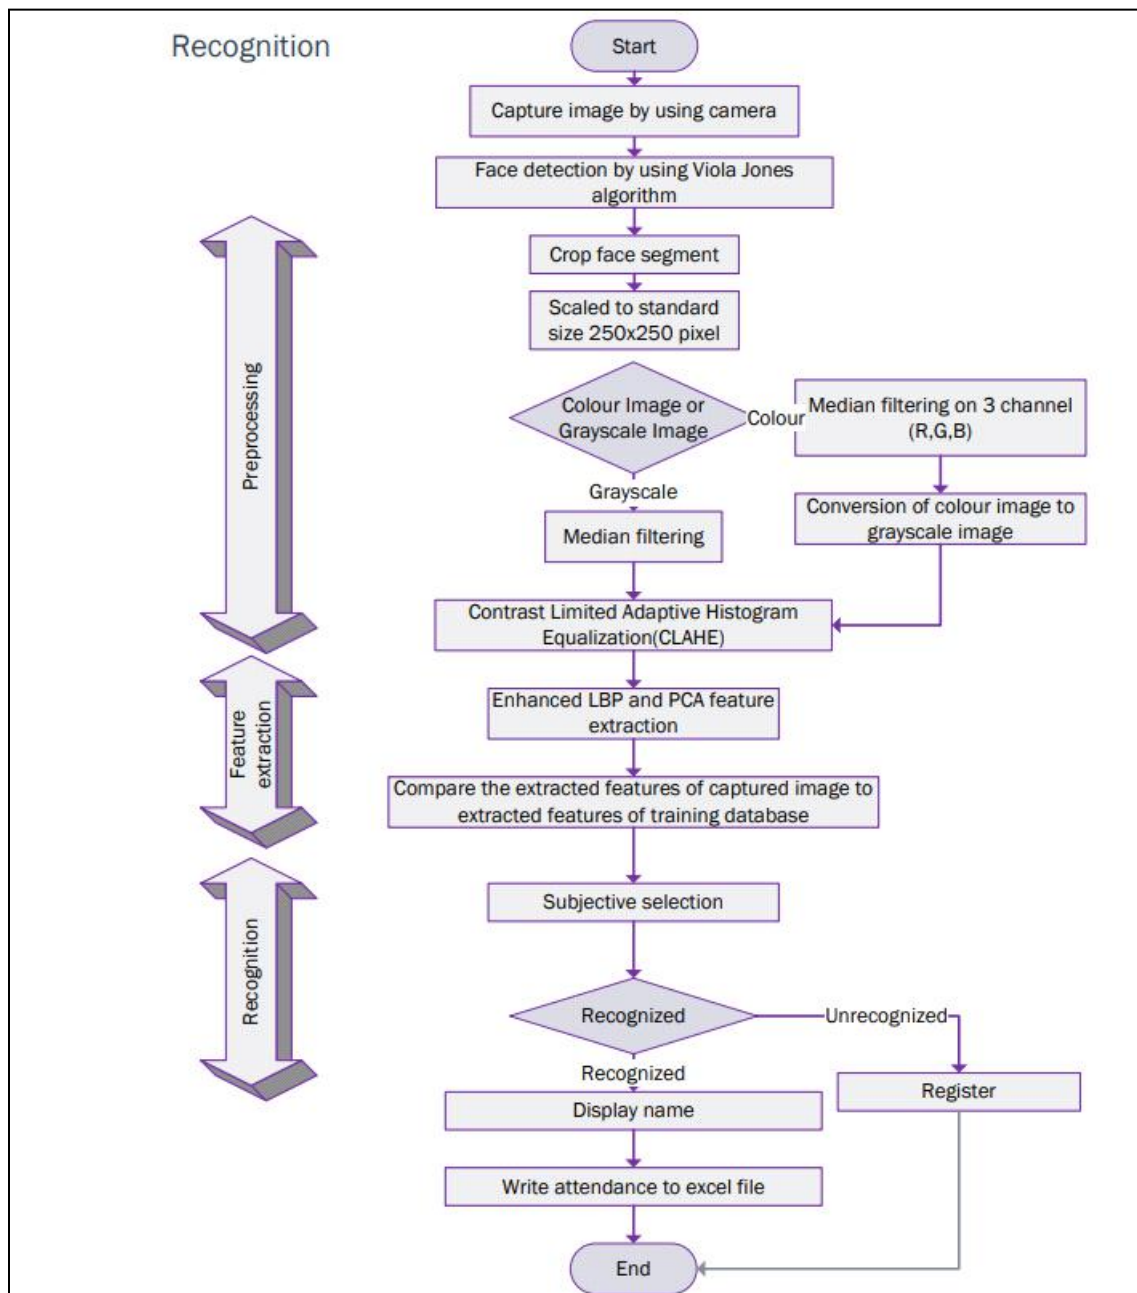 Recognition
Start
Capture image by using camera
Face detection by using Viola Jones
algorithm
Crop face segment
Scaled to standard
size 250x250 pixel
Preprocessing
Colour Image or
Grayscale Image
Colour
Median filtering on 3 channel
(R,G,B)
Grayscale
Median filtering
Conversion of colour image to
grayscale image
Contrast Limited Adaptive Histogram
Equalization(CLAHE)
Feature
extraction
Enhanced LBP and PCA feature
extraction
Compare the extracted features of captured image to
extracted features of training database
Recognition
Subjective selection
Recognized
Unrecognized
Recognized
Register
Display name
Write attendance to excel file
End